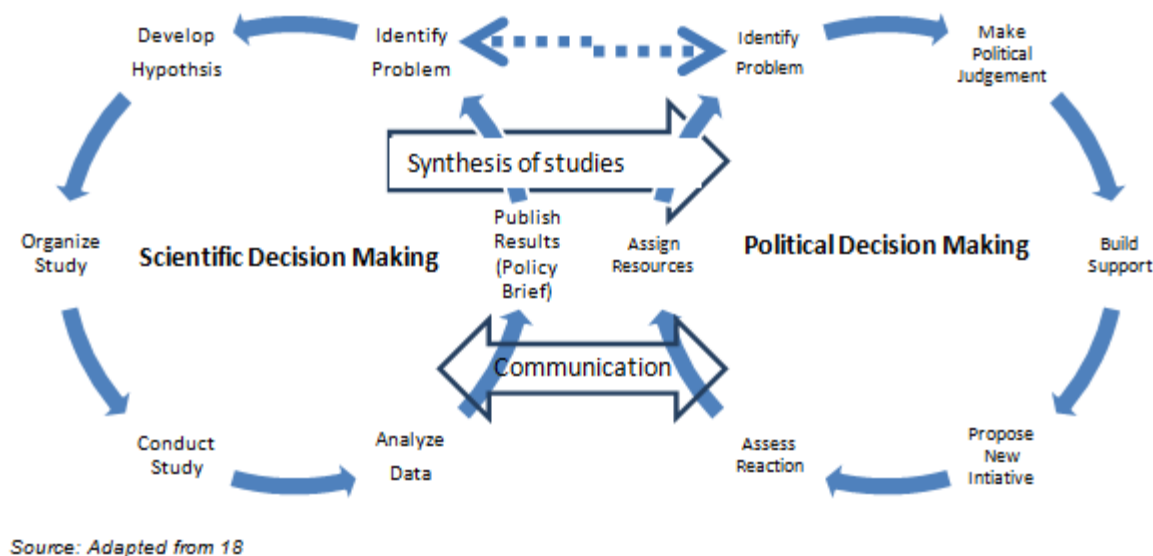 Develop
Hypothsis
Identify
Problem
Identify
Problem
Make
Political
Judgement
Synthesis of studies
Organize
Study
Scientific Decision Making
Publish
Results
(Policy
Brief)
Assign
Resources
Political Decision Making
Build
Support
Communication
Conduct
Study
Analyze
Data
Assess
Reaction
Propose
New
Intiative
Source: Adapted from 18